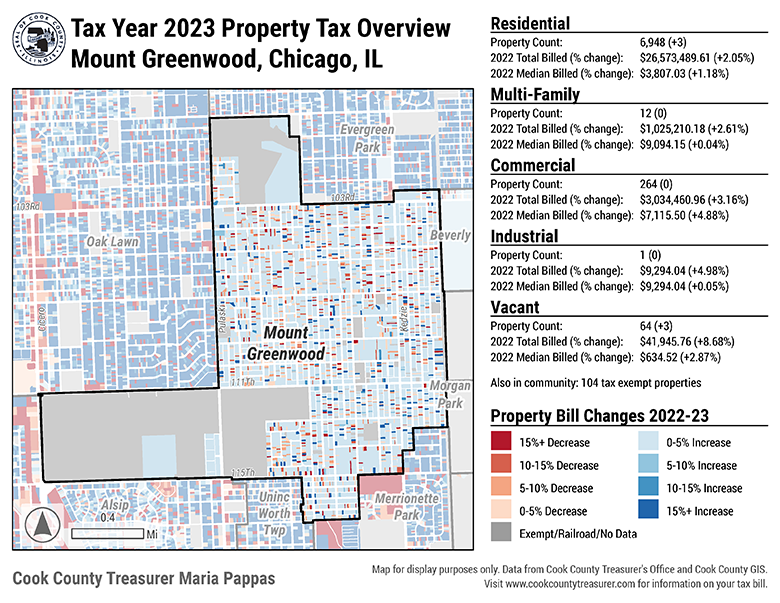 Tax Year 2023 Property Tax Overview
Mount Greenwood, Chicago, IL
SEAL OF COOK COUNTY
ILLINOIS
Evergreen
Park
103Rd
103Rd
Oak Lawn
Beverly
Cicero
Pulaski
Kedzie
Mount
Greenwood
111Th
Morgan
Park
115Th
Alsip
0.4
Mi
Uninc
Worth
Twp
Merrionette
Park
Residential
Property Count: 6,948 (+3)
2022 Total Billed (% change): $26,573,489.61 (+2.05%)
2022 Median Billed (% change): $3,807.03 (+1.18%)
Multi-Family
Property Count: 12 (0)
2022 Total Billed (% change): $1,025,210.18 (+2.61%)
2022 Median Billed (% change): $9,094.15 (+0.04%)
Commercial
Property Count: 264 (0)
2022 Total Billed (% change): $3,034,460.96 (+3.16%)
2022 Median Billed (% change): $7,115.50 (+4.88%)
Industrial
Property Count: 1 (0)
2022 Total Billed (% change): $9,294.04 (+4.98%)
2022 Median Billed (% change): $9,294.04 (+0.05%)
Vacant
Property Count: 64 (+3)
2022 Total Billed (% change): $41,945.76 (+8.68%)
2022 Median Billed (% change): $634.52 (+2.87%)
Also in community: 104 tax exempt properties
Property Bill Changes 2022-23
15%+ Decrease 0-5% Increase
10-15% Decrease 5-10% Increase
5-10% Decrease 10-15% Increase
0-5% Decrease 15%+ Increase
Exempt/Railroad/No Data
Cook County Treasurer Maria Pappas
Map for display purposes only. Data from Cook County Treasurer's Office and Cook County GIS.
Visit www.cookcountytreasurer.com for information on your tax bill.